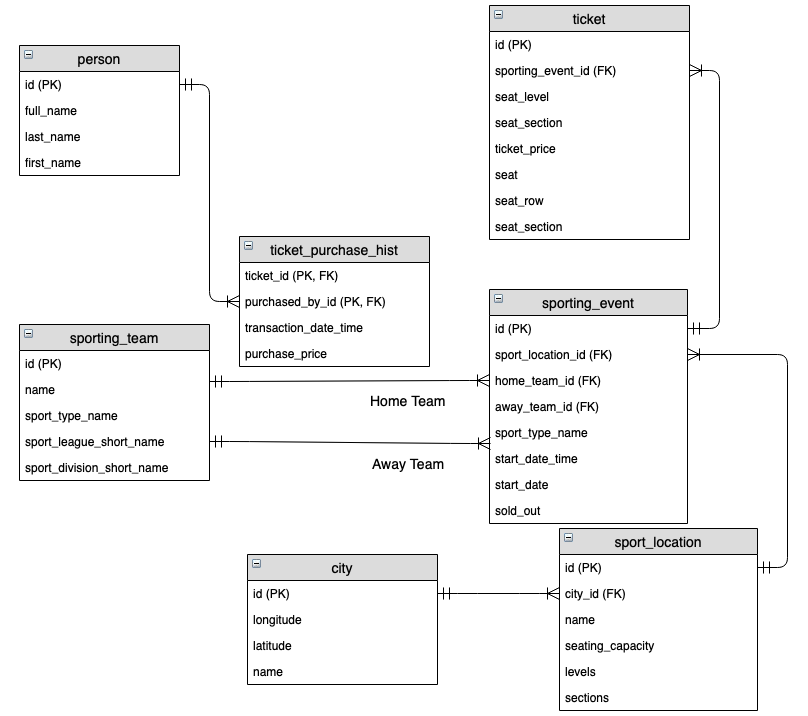 person
id (PK)
full_name
last_name
first_name
ticket
id (PK)
sporting_event_id (FK)
seat_level
seat_section
ticket_price
seat
seat_row
seat_section
ticket_purchase_hist
ticket_id (PK, FK)
purchased_by_id (PK, FK)
transaction_date_time
purchase_price
sporting_team
id (PK)
name
sport_type_name
sport_league_short_name
sport_division_short_name
Home Team
Away Team
sporting_event
id (PK)
sport_location_id (FK)
home_team_id (FK)
away_team_id (FK)
sport_type_name
start_date_time
start_date
sold_out
city
id (PK)
longitude
latitude
name
sport_location
id (PK)
city_id (FK)
name
seating_capacity
levels
sections